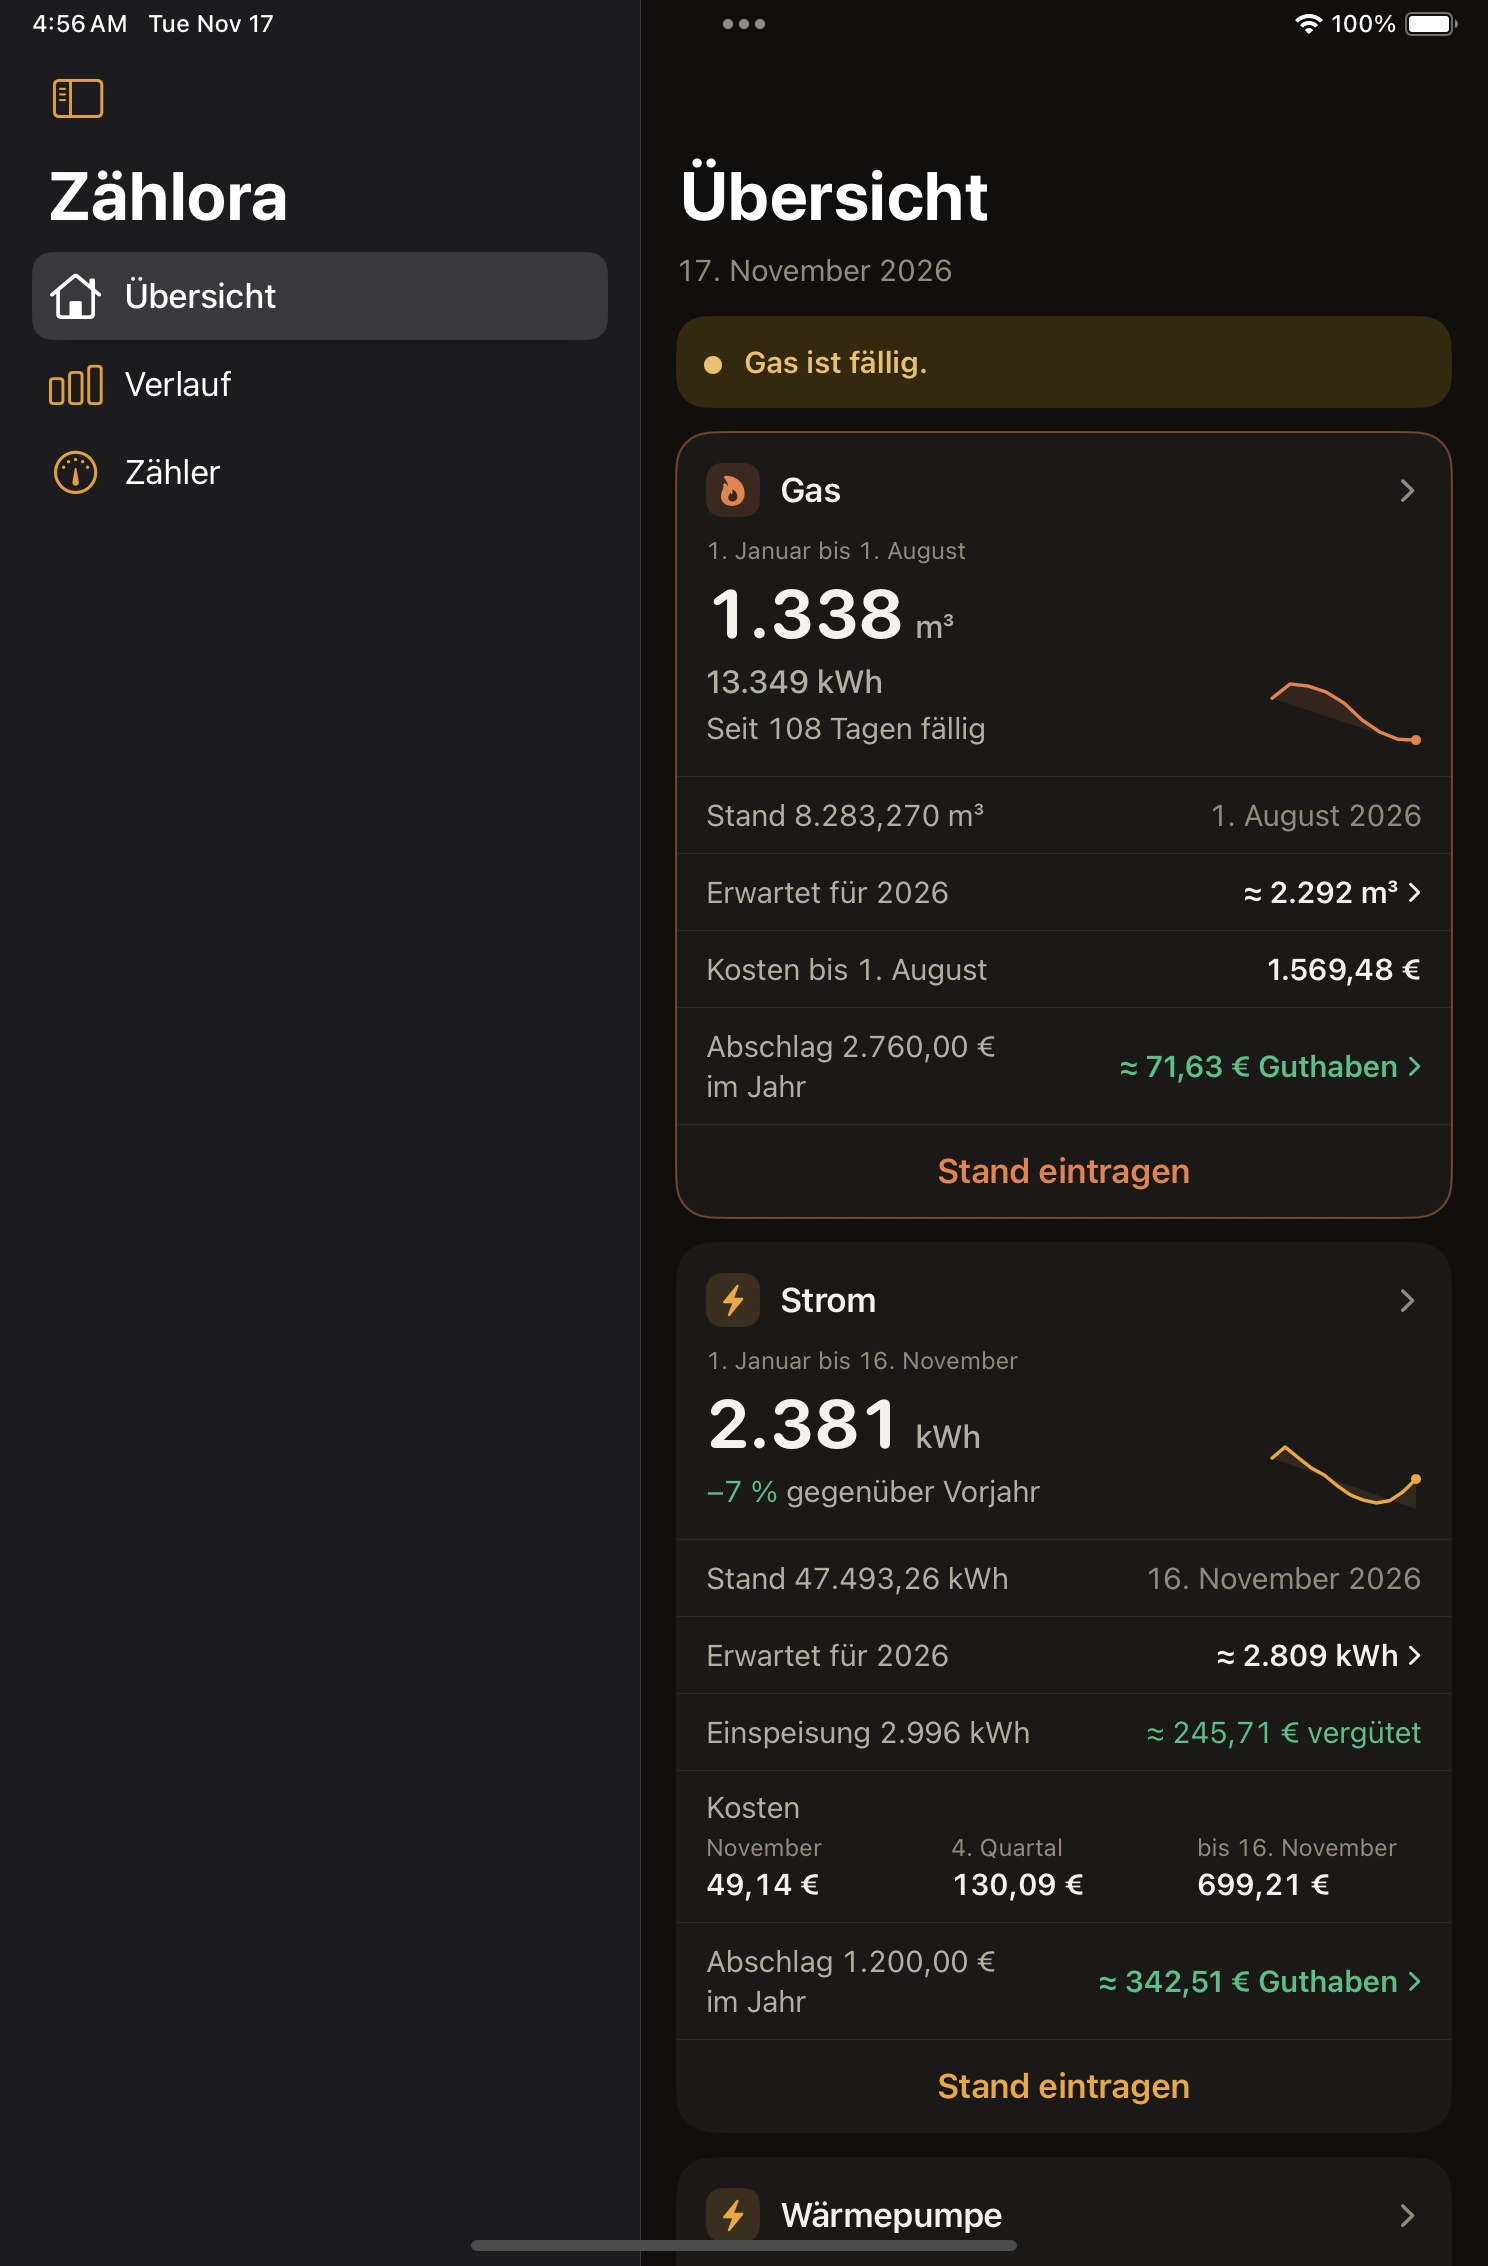 4:56 AM Tue Nov 17
100%
Zählora
Übersicht
Verlauf
Zähler
Übersicht
17. November 2026
Gas ist fällig.
Gas
1. Januar bis 1. August
1.338 m³
13.349 kWh
Seit 108 Tagen fällig
Stand 8.283,270 m³ 1. August 2026
Erwartet für 2026 ≈ 2.292 m³
Kosten bis 1. August 1.569,48 €
Abschlag 2.760,00 €
im Jahr
≈ 71,63 € Guthaben
Stand eintragen
Strom
1. Januar bis 16. November
2.381 kWh
–7 % gegenüber Vorjahr
Stand 47.493,26 kWh 16. November 2026
Erwartet für 2026 ≈ 2.809 kWh
Einspeisung 2.996 kWh ≈ 245,71 € vergütet
Kosten
November 4. Quartal bis 16. November
49,14 € 130,09 € 699,21 €
Abschlag 1.200,00 €
im Jahr
≈ 342,51 € Guthaben
Stand eintragen
Wärmepumpe